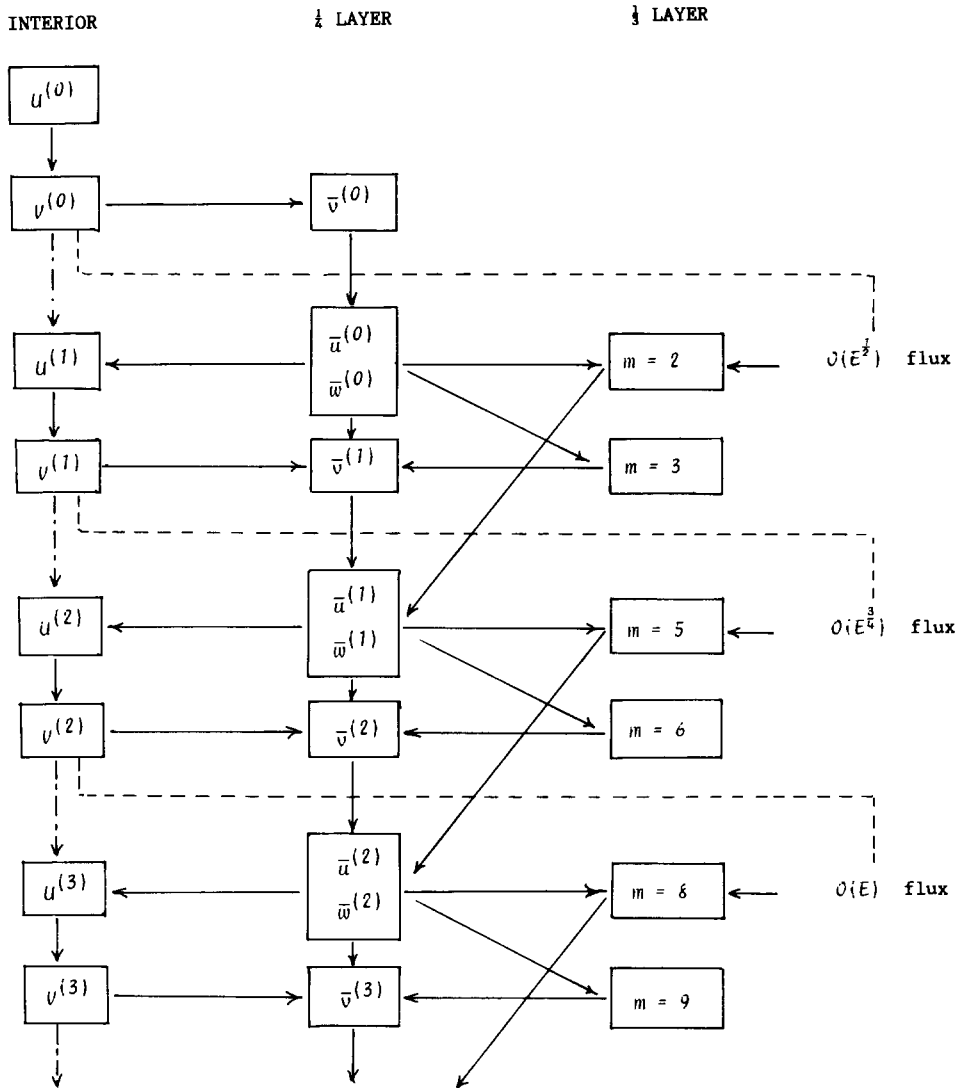 INTERIOR ¼ LAYER ⅓ LAYER
u⁽⁰⁾
v⁽⁰⁾ v̅⁽⁰⁾
u⁽¹⁾ u̅⁽⁰⁾ m = 2 O(E^½) flux
w̅⁽⁰⁾
v⁽¹⁾ v̅⁽¹⁾ m = 3
u⁽²⁾ u̅⁽¹⁾ m = 5 O(E^¾) flux
w̅⁽¹⁾
v⁽²⁾ v̅⁽²⁾ m = 6
u⁽³⁾ u̅⁽²⁾ m = 8 O(E) flux
w̅⁽²⁾
v⁽³⁾ v̅⁽³⁾ m = 9